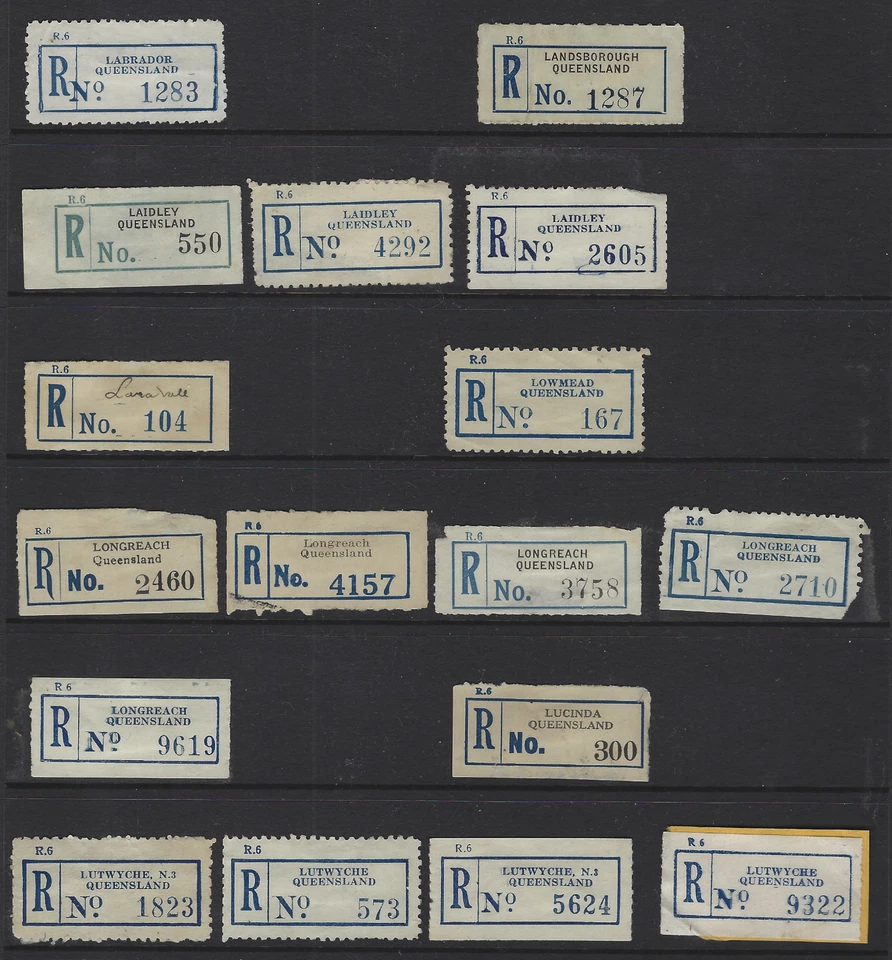 R.6
LABRADOR
QUEENSLAND
R No 1283
R.6
LANDSBOROUGH
QUEENSLAND
R No. 1287
R.6
LAIDLEY
QUEENSLAND
R No. 550
R.6
LAIDLEY
QUEENSLAND
R No 4292
R.6
LAIDLEY
QUEENSLAND
R No 2605
R.6
R No. 104
R.6
LOWMEAD
QUEENSLAND
R No 167
R.6
LONGREACH
Queensland
R No. 2460
R.6
Longreach
Queensland
R No. 4157
R.6
LONGREACH
QUEENSLAND
R No. 3758
R.6
LONGREACH
QUEENSLAND
R No 2710
R 6
LONGREACH
QUEENSLAND
R No 9619
R.6
LUCINDA
QUEENSLAND
R No. 300
R.6
LUTWYCHE, N.3
QUEENSLAND
R No 1823
R.6
LUTWYCHE
QUEENSLAND
R No 573
R.6
LUTWYCHE, N.3
QUEENSLAND
R No 5624
R 6
LUTWYCHE
QUEENSLAND
R No 9322